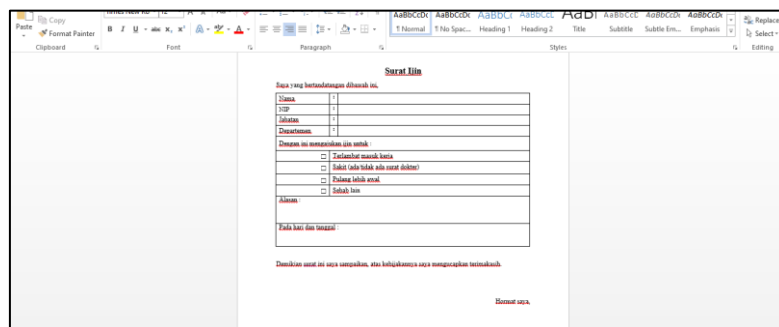 Paste
Copy
Format Painter
Clipboard
Font
Paragraph
AaBbCcDc AaBbCcDc AaBbCc AaBbCcC AaBbCcC AaBbCcDc AaBbCcDc
¶ Normal ¶ No Spac... Heading 1 Heading 2 Title Subtitle Subtle Em... Emphasis
Styles
Replace
Select
Editing
Surat Ijin
Saya yang bertandatangan dibawah ini,
Nama :
NIP :
Jabatan :
Departemen :
Dengan ini mengajukan ijin untuk :
Terlambat masuk kerja
Sakit (ada/tidak ada surat dokter)
Pulang lebih awal
Sebab lain
Alasan :
Pada hari dan tanggal :
Demikian surat ini saya sampaikan, atas kebijakannya saya mengucapkan terimakasih.
Hormat saya,